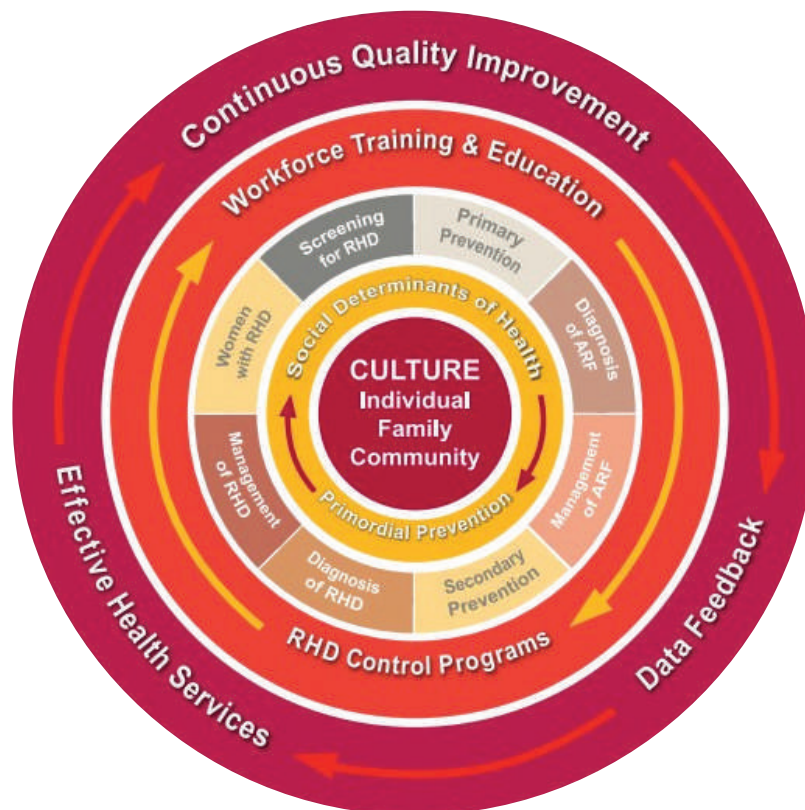 Continuous Quality Improvement
Workforce Training & Education
Screening
for RHD
Primary
Prevention
Women
with RHD
Social Determinants of Health
Diagnosis
of ARF
CULTURE
Individual
Family
Community
Management
of RHD
Management
of ARF
Primordial Prevention
Diagnosis
of RHD
Secondary
Prevention
RHD Control Programs
Effective Health Services
Data Feedback